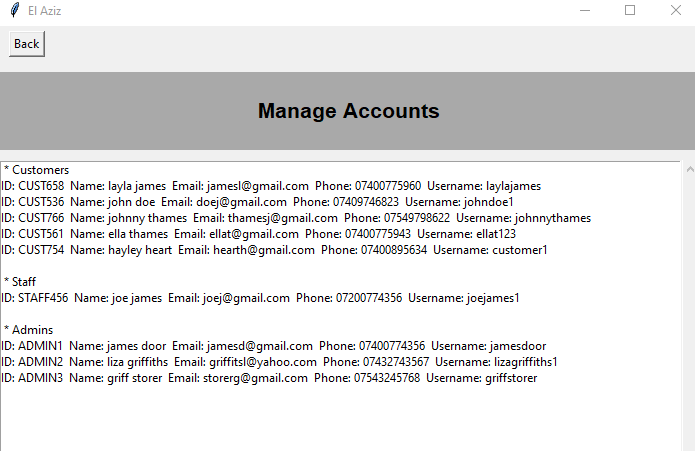 El Aziz
Back
Manage Accounts
* Customers
ID: CUST658 Name: layla james Email: jamesl@gmail.com Phone: 07400775960 Username: laylajames
ID: CUST536 Name: john doe Email: doej@gmail.com Phone: 07409746823 Username: johndoe1
ID: CUST766 Name: johnny thames Email: thamesj@gmail.com Phone: 07549798622 Username: johnnythames
ID: CUST561 Name: ella thames Email: ellat@gmail.com Phone: 07400775943 Username: ellat123
ID: CUST754 Name: hayley heart Email: hearth@gmail.com Phone: 07400895634 Username: customer1
* Staff
ID: STAFF456 Name: joe james Email: joej@gmail.com Phone: 07200774356 Username: joejames1
* Admins
ID: ADMIN1 Name: james door Email: jamesd@gmail.com Phone: 07400774356 Username: jamesdoor
ID: ADMIN2 Name: liza griffiths Email: griffitsl@yahoo.com Phone: 07432743567 Username: lizagriffiths1
ID: ADMIN3 Name: griff storer Email: storerg@gmail.com Phone: 07543245768 Username: griffstorer